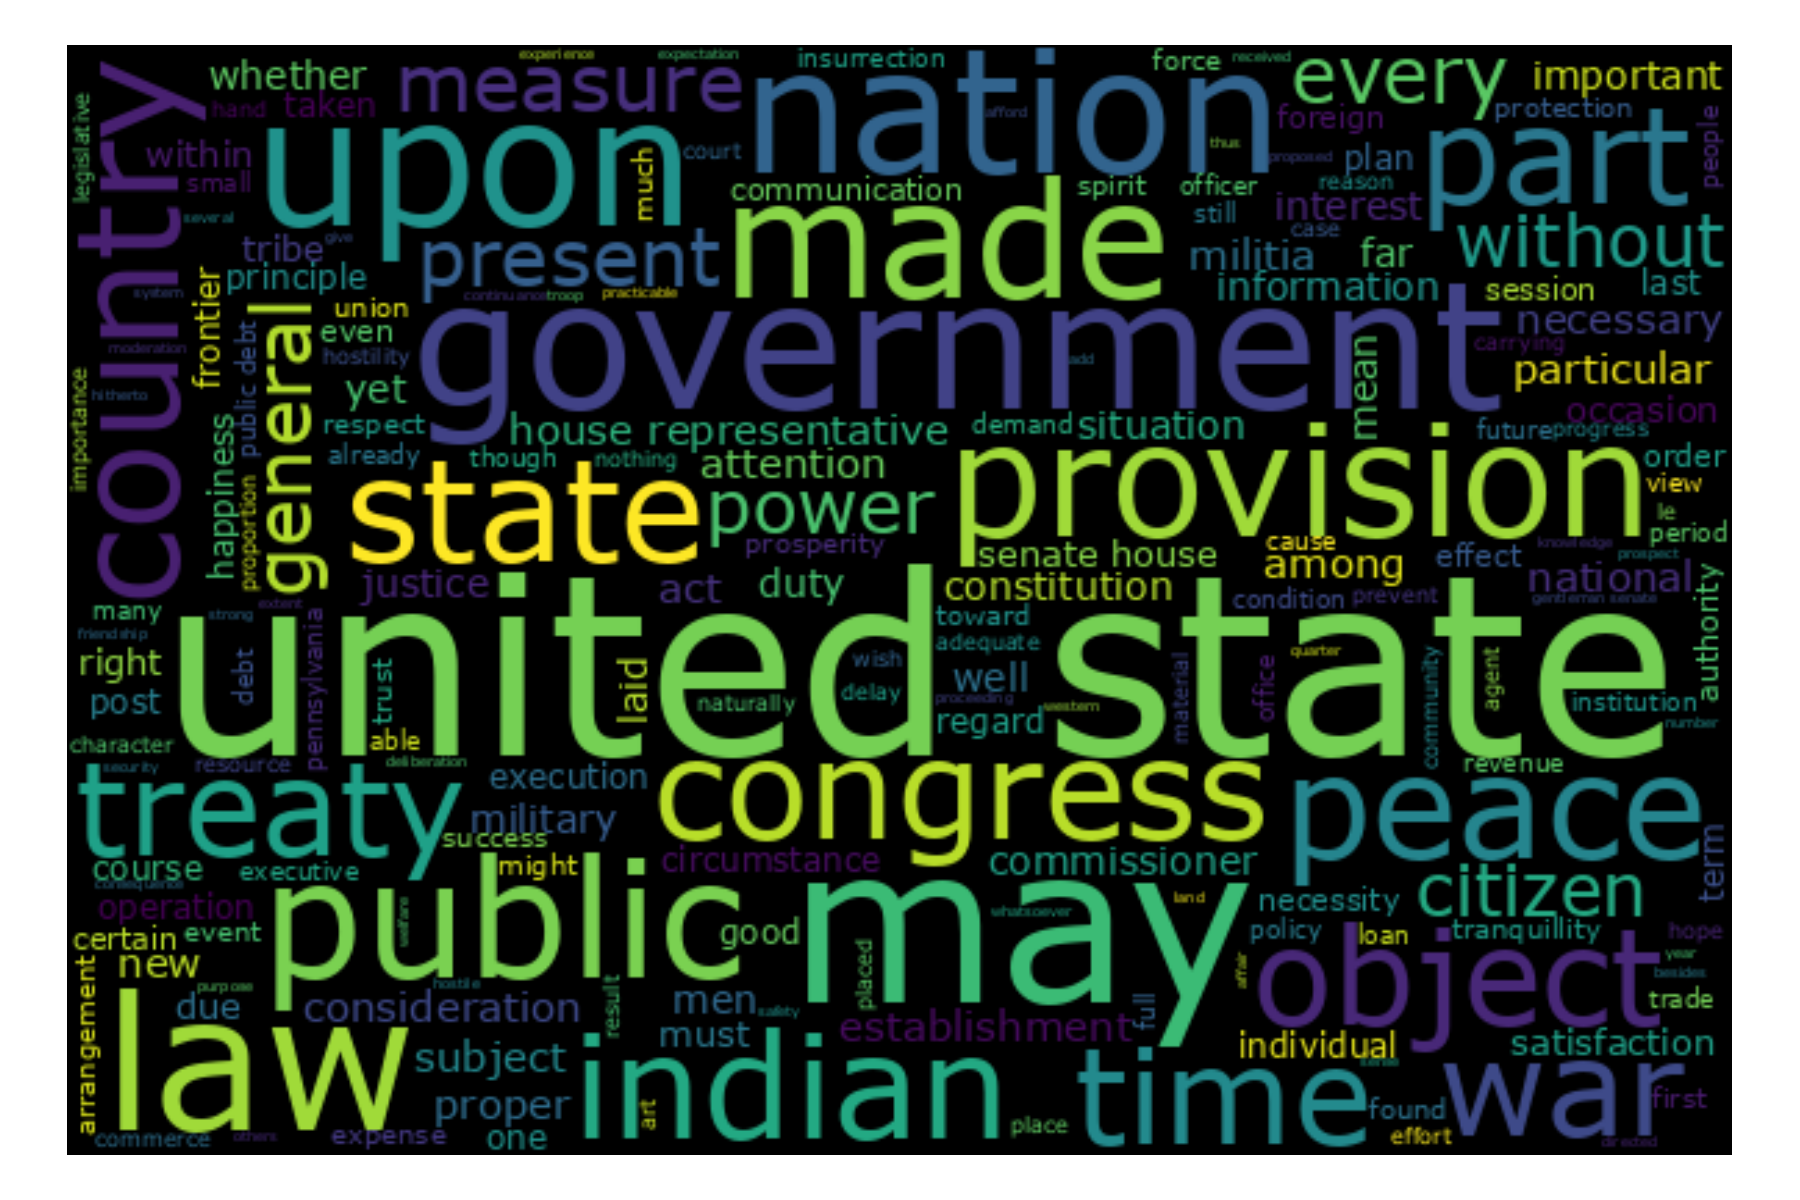 experience expectation insurrection force received every important
whether measure nation
legislative hand taken afford foreign protection people
country upon court thus proposed plan part
within much
small communication spirit officer reason interest
several made still case without
tribe give present militia far
principle information last
system continuance troop practicable session
frontier union necessary
public debt general even government carrying
moderation hostility add mean particular
importance hitherto yet occasion
happiness respect house representative demand situation future progress
already though nothing attention provision order
state power view
proportion le
prosperity senate house cause period
justice act duty constitution among effect knowledge prospect
national
many strong extent condition prevent gentleman senate authority
friendship pennsylvania united state toward
right debt trust laid adequate quarter
wish well material office community agent
post naturally delay proceeding western institution
regard number
character able
security resource deliberation revenue
treaty execution congress peace
military
success term
course executive might circumstance commissioner
consequence public may land citizen
operation welfare whatsoever necessity
certain event good policy loan tranquillity hope
arrangement new placed affair object year
purpose hostile besides
due consideration result men safety full trade
law must establishment
subject indian individual satisfaction
time sense war
proper art found first
commerce others expense one place effort directed